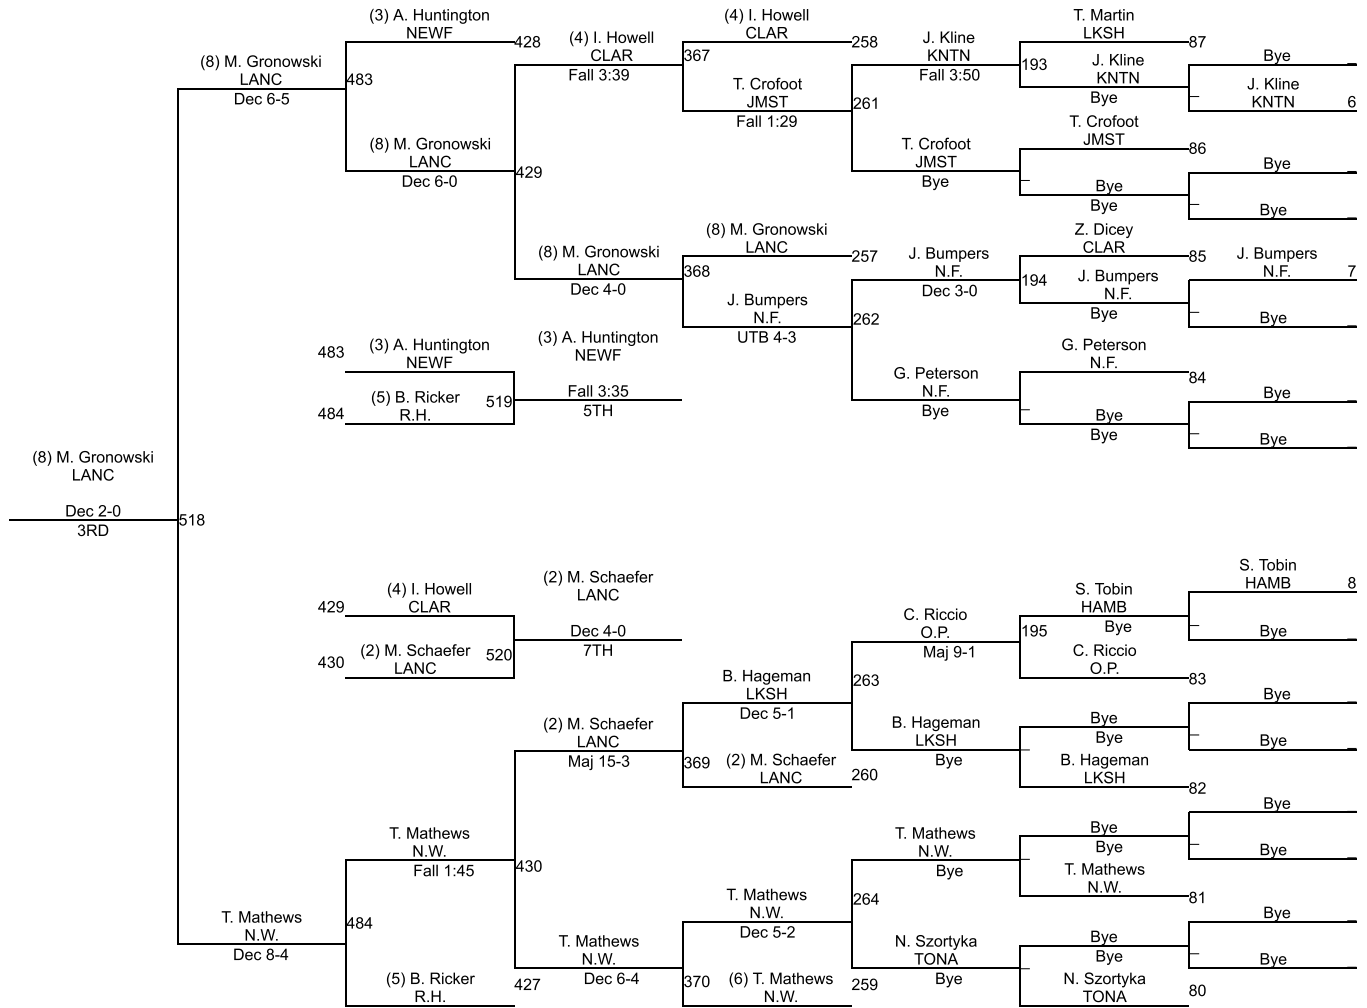 (3) A. Huntington
NEWF
428
(4) I. Howell
CLAR
Fall 3:39
(4) I. Howell
CLAR
258
367
J. Kline
KNTN
Fall 3:50
T. Martin
LKSH
87
193
J. Kline
KNTN
Bye
Bye
J. Kline
KNTN
6
(8) M. Gronowski
LANC
Dec 6-5
483
T. Crofoot
JMST
Fall 1:29
261
T. Crofoot
JMST
86
(8) M. Gronowski
LANC
Dec 6-0
429
T. Crofoot
JMST
Bye
Bye
Bye
Bye
Bye
(8) M. Gronowski
LANC
Dec 4-0
(8) M. Gronowski
LANC
257
368
J. Bumpers
N.F.
Dec 3-0
Z. Dicey
CLAR
85
194
J. Bumpers
N.F.
Bye
J. Bumpers
N.F.
7
Bye
J. Bumpers
N.F.
UTB 4-3
262
483
(3) A. Huntington
NEWF
(3) A. Huntington
NEWF
Fall 3:35
5TH
484
(5) B. Ricker
R.H.
519
G. Peterson
N.F.
Bye
G. Peterson
N.F.
84
Bye
Bye
Bye
Bye
(8) M. Gronowski
LANC
Dec 2-0
3RD
518
429
(4) I. Howell
CLAR
(2) M. Schaefer
LANC
Dec 4-0
7TH
430
(2) M. Schaefer
LANC
520
C. Riccio
O.P.
Maj 9-1
S. Tobin
HAMB
Bye
195
C. Riccio
O.P.
83
S. Tobin
HAMB
8
Bye
B. Hageman
LKSH
Dec 5-1
263
(2) M. Schaefer
LANC
Maj 15-3
369
(2) M. Schaefer
LANC
260
B. Hageman
LKSH
Bye
Bye
Bye
B. Hageman
LKSH
82
Bye
Bye
T. Mathews
N.W.
Fall 1:45
430
T. Mathews
N.W.
Bye
Bye
Bye
T. Mathews
N.W.
81
Bye
Bye
T. Mathews
N.W.
Dec 8-4
484
T. Mathews
N.W.
Dec 5-2
264
T. Mathews
N.W.
Dec 6-4
N. Szortyka
TONA
Bye
Bye
Bye
N. Szortyka
TONA
80
Bye
Bye
(5) B. Ricker
R.H.
427
370
(6) T. Mathews
N.W.
259